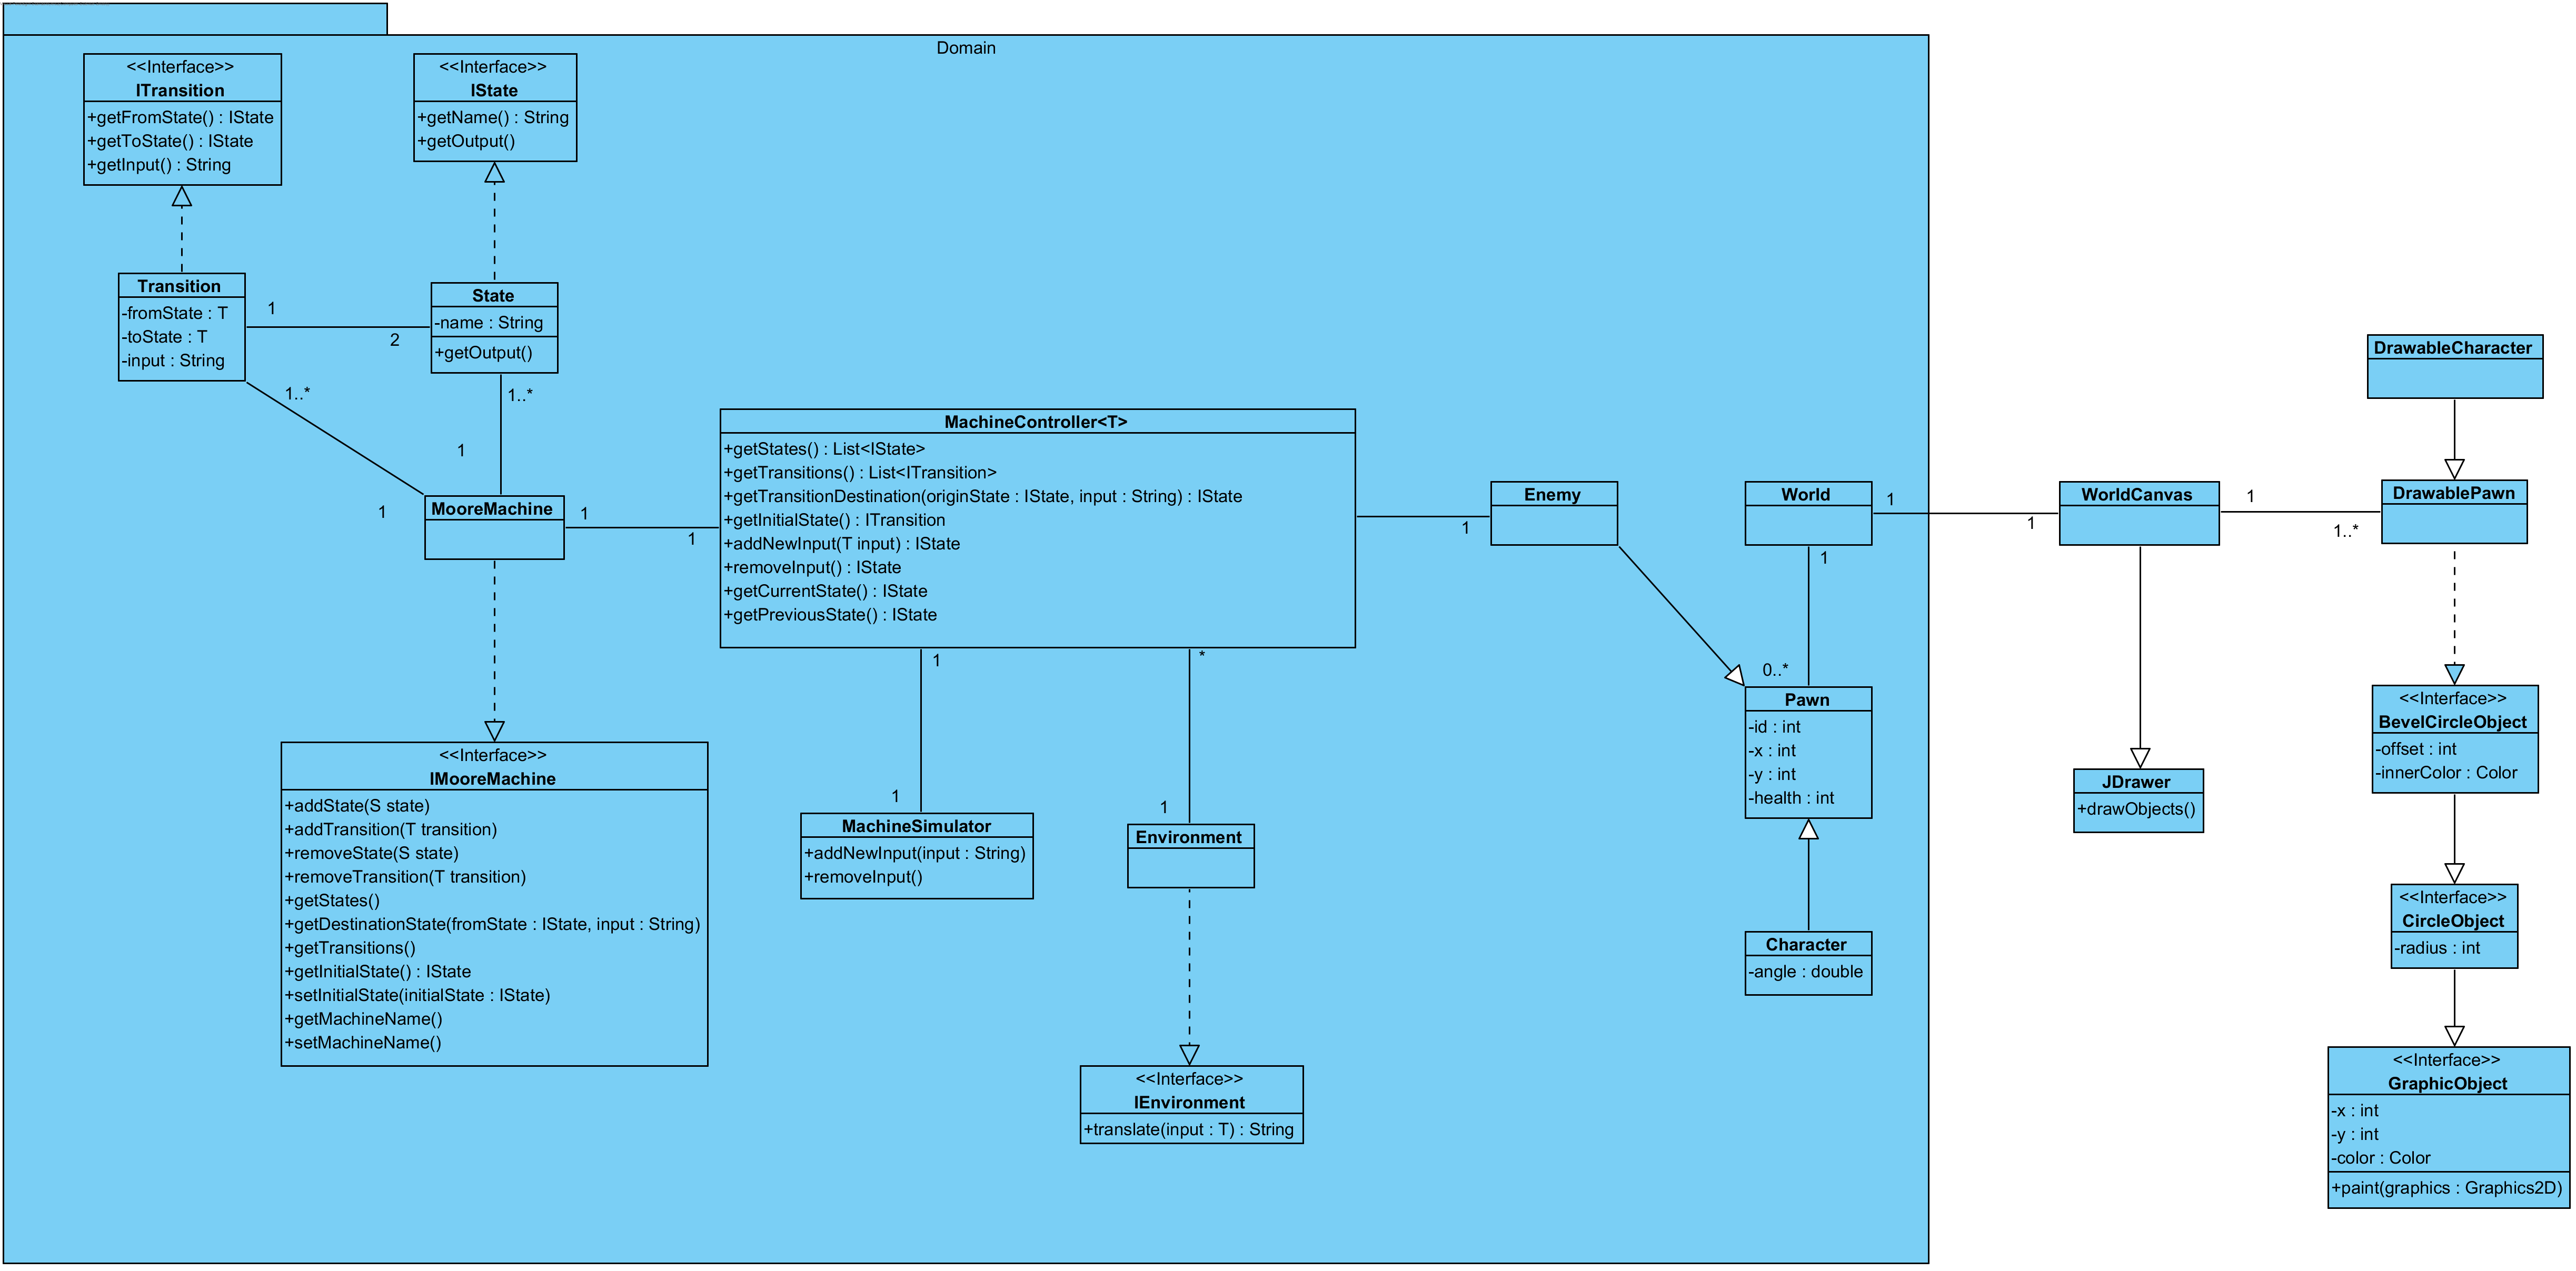 Domain
<<Interface>>
ITransition
+getFromState() : IState
+getToState() : IState
+getInput() : String
<<Interface>>
IState
+getName() : String
+getOutput()
Transition
-fromState : T
-toState : T
-input : String
1
2
State
-name : String
+getOutput()
1..*
1..*
1
1
MooreMachine
1
1
MachineController<T>
+getStates() : List<IState>
+getTransitions() : List<ITransition>
+getTransitionDestination(originState : IState, input : String) : IState
+getInitialState() : ITransition
+addNewInput(T input) : IState
+removeInput() : IState
+getCurrentState() : IState
+getPreviousState() : IState
1
*
1
Enemy
World
1
1
1
WorldCanvas
1
1..*
DrawableCharacter
DrawablePawn
<<Interface>>
IMooreMachine
+addState(S state)
+addTransition(T transition)
+removeState(S state)
+removeTransition(T transition)
+getStates()
+getDestinationState(fromState : IState, input : String)
+getTransitions()
+getInitialState() : IState
+setInitialState(initialState : IState)
+getMachineName()
+setMachineName()
1
MachineSimulator
+addNewInput(input : String)
+removeInput()
1
Environment
<<Interface>>
IEnvironment
+translate(input : T) : String
0..*
Pawn
-id : int
-x : int
-y : int
-health : int
Character
-angle : double
JDrawer
+drawObjects()
<<Interface>>
BevelCircleObject
-offset : int
-innerColor : Color
<<Interface>>
CircleObject
-radius : int
<<Interface>>
GraphicObject
-x : int
-y : int
-color : Color
+paint(graphics : Graphics2D)